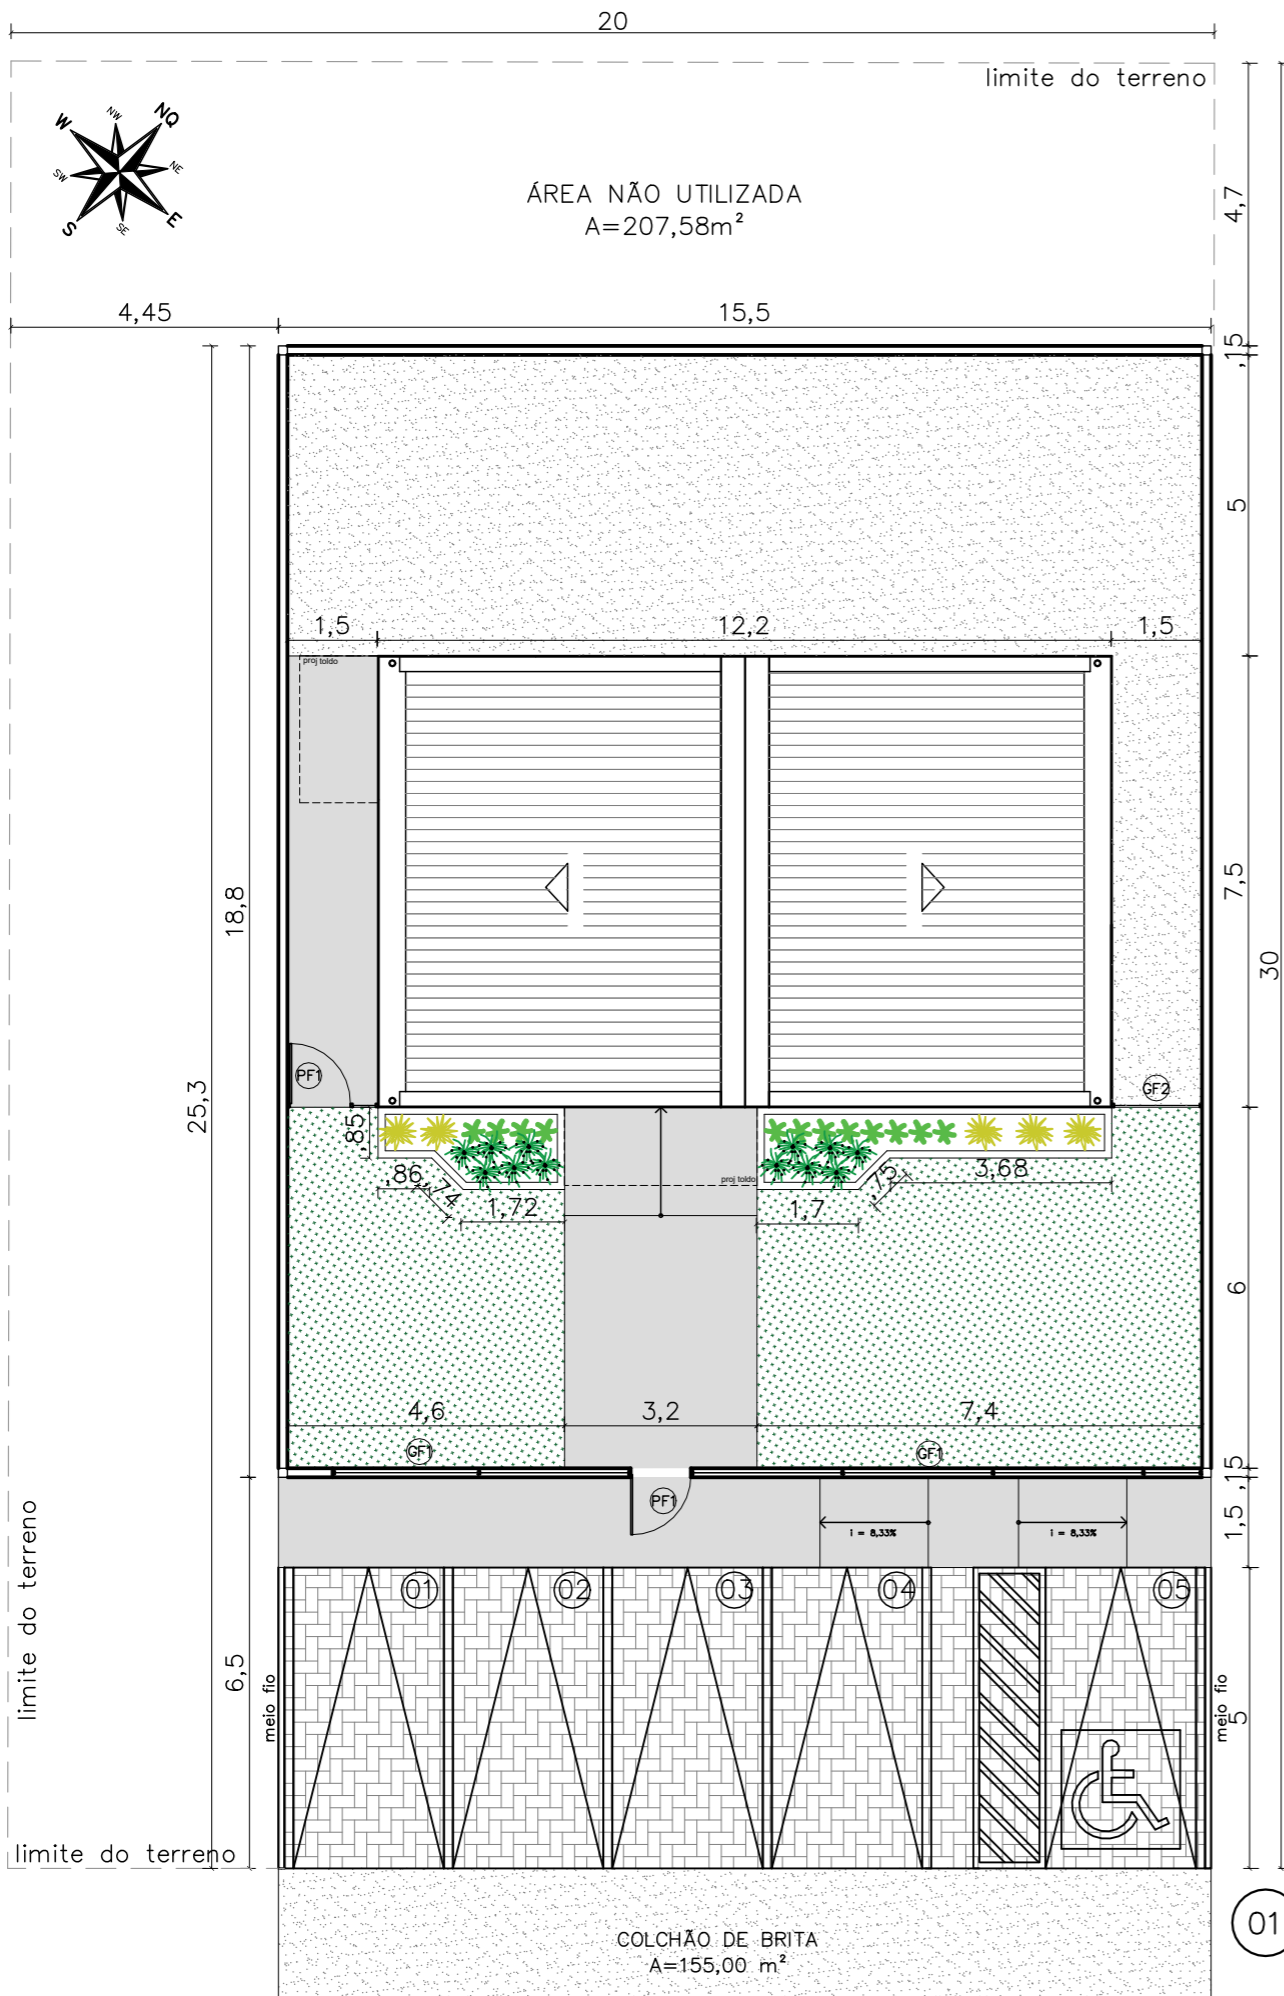 20
limite do terreno
W
NW
NQ
SW
NE
S
SE
E
ÁREA NÃO UTILIZADA
A=207,58m²
4,7
4,45
15,5
,15
5
1,5
12,2
1,5
proj toldo
7,5
18,8
30
25,3
PF1
GF2
,85
,86
,74
1,72
proj toldo
1,7
,75
3,68
6
4,6
3,2
7,4
GF1
GF1
,15
PF1
1,5
i = 8,33%
i = 8,33%
limite do terreno
01
02
03
04
05
6,5
meio fio
meio fio
5
limite do terreno
COLCHÃO DE BRITA
A=155,00 m²
01